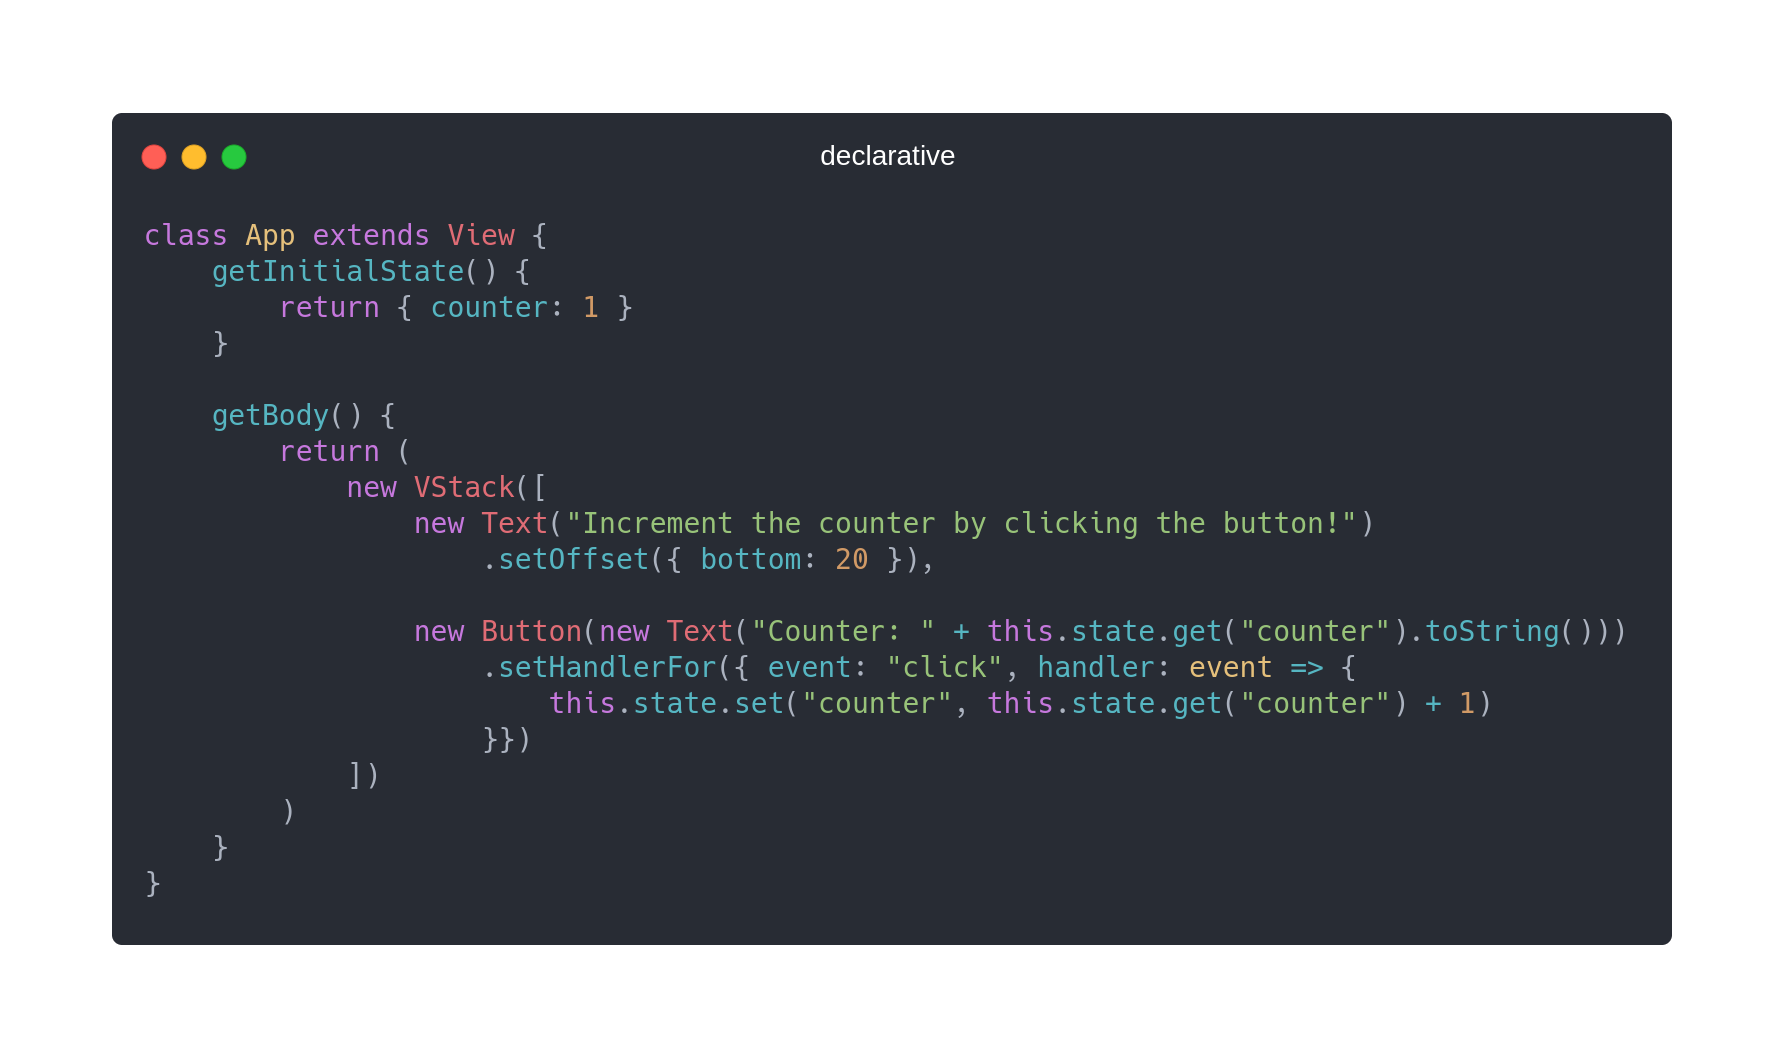 declarative
class App extends View {
    getInitialState() {
        return { counter: 1 }
    }

    getBody() {
        return (
            new VStack([
                new Text("Increment the counter by clicking the button!")
                    .setOffset({ bottom: 20 }),

                new Button(new Text("Counter: " + this.state.get("counter").toString()))
                    .setHandlerFor({ event: "click", handler: event => {
                        this.state.set("counter", this.state.get("counter") + 1)
                    }})
            ])
        )
    }
}